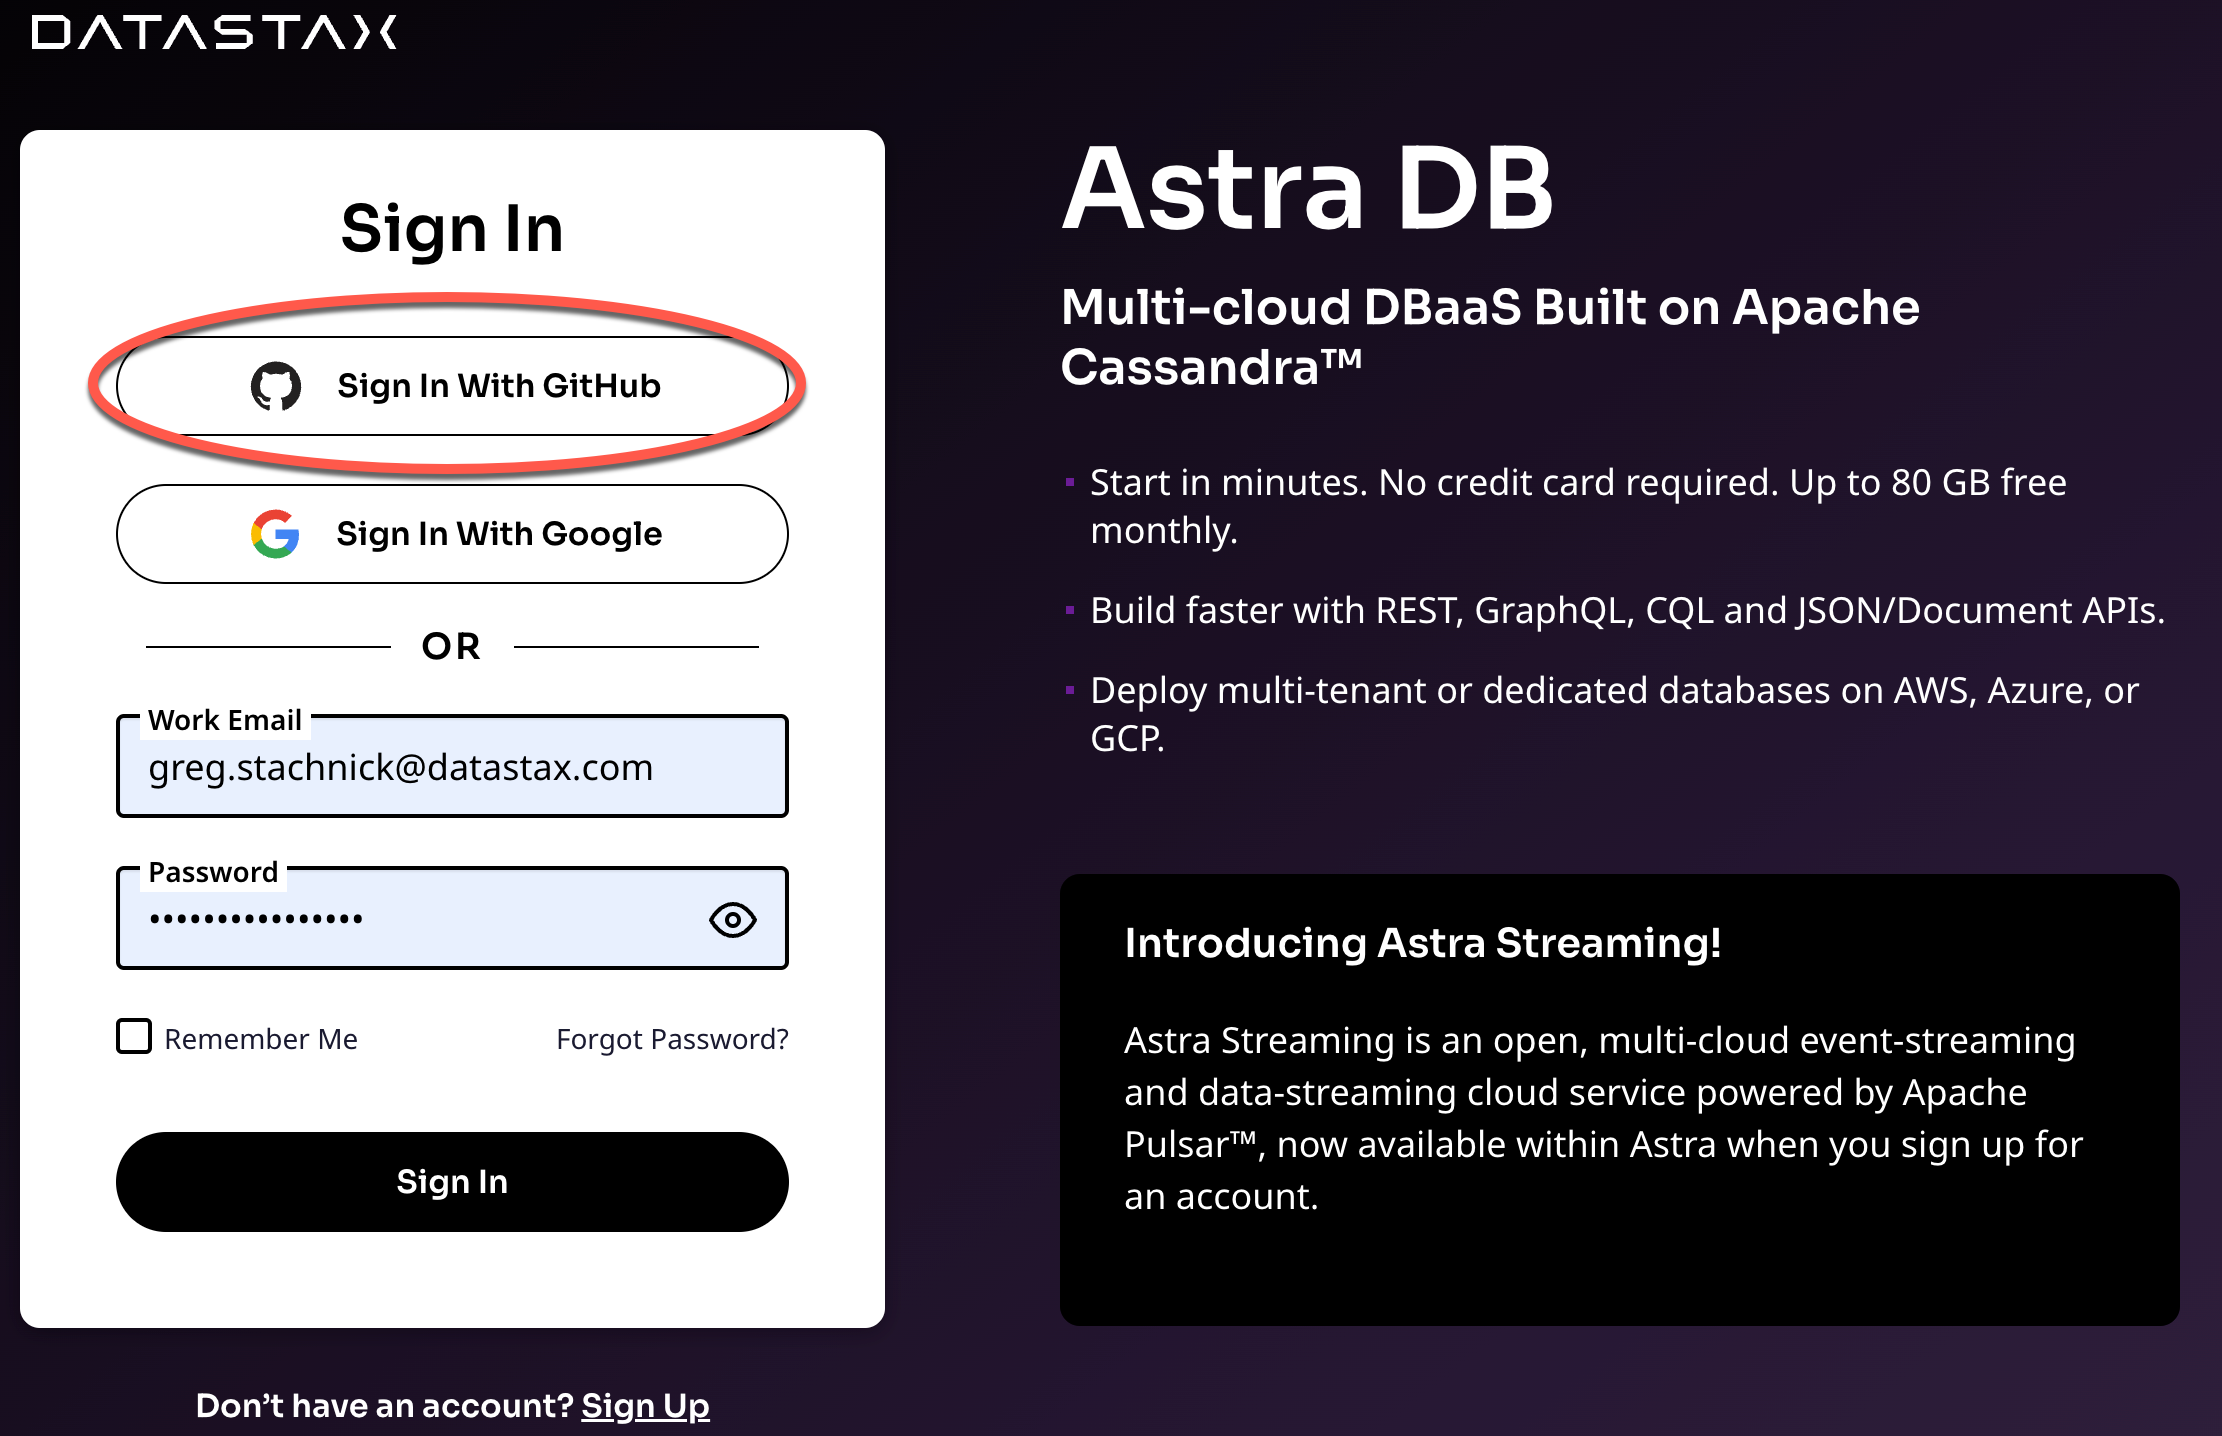 DATASTAX
Sign In
Sign In With GitHub
Sign In With Google
OR
Work Email
greg.stachnick@datastax.com
Password
••••••••••••••••
Remember Me
Forgot Password?
Sign In
Don’t have an account? Sign Up
Astra DB
Multi-cloud DBaaS Built on Apache
Cassandra™
Start in minutes. No credit card required. Up to 80 GB free
monthly.
Build faster with REST, GraphQL, CQL and JSON/Document APIs.
Deploy multi-tenant or dedicated databases on AWS, Azure, or
GCP.
Introducing Astra Streaming!
Astra Streaming is an open, multi-cloud event-streaming
and data-streaming cloud service powered by Apache
Pulsar™, now available within Astra when you sign up for
an account.